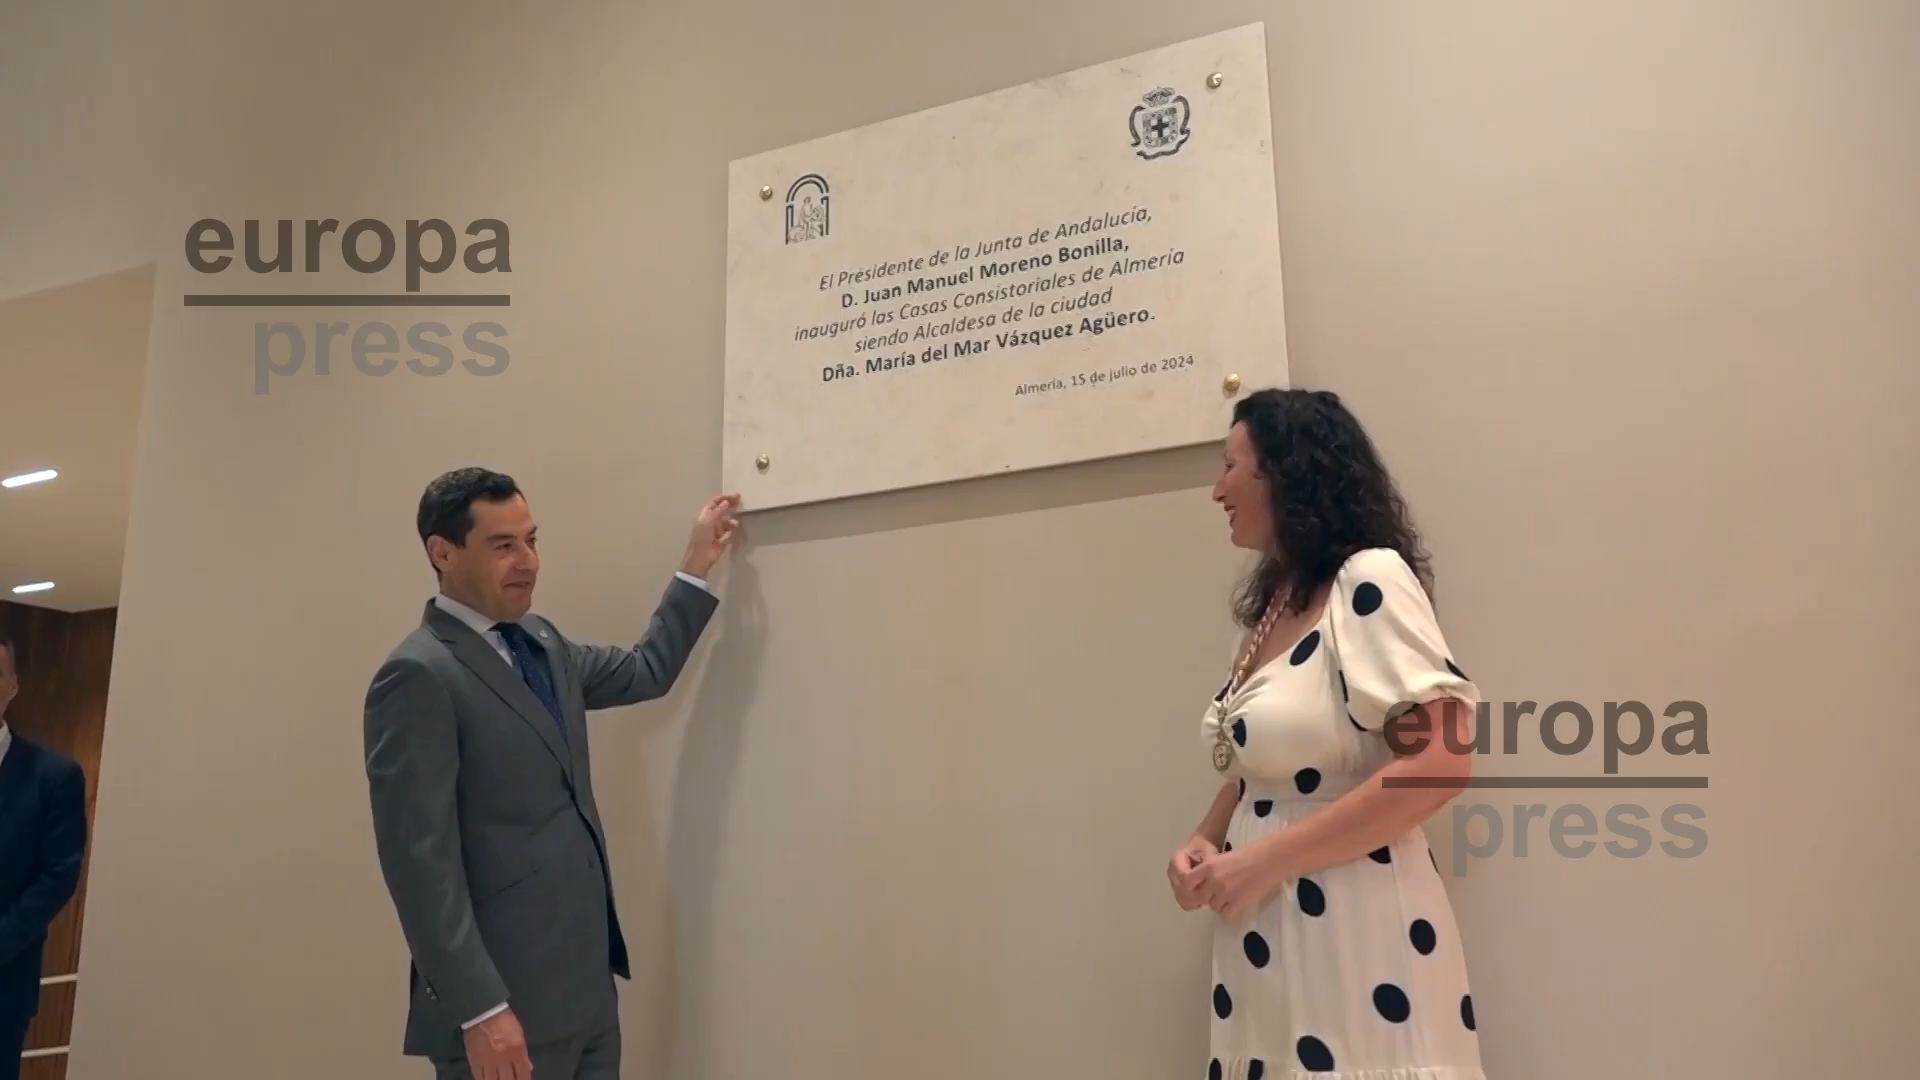 europa
press
El Présidente de la Junta de Andalucía,
D. Juan Manuel Moreno Bonilla,
inauguró las Casas Consistoriales de Almería
siendo Alcaldesa de la ciudad
Dña. María del Mar Vázquez Agüero.
Almería, 15 de julio de 2024
europa
press